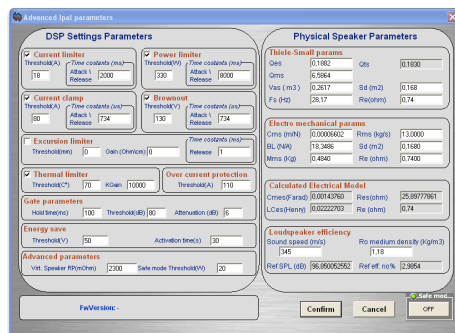 Advanced Ipal parameters
DSP Settings Parameters
Current limiter
Threshold(A) Time costants (ms)
18 Attack \ Release 2000
Power limiter
Threshold(W) Time costants (ms)
330 Attack \ Release 8000
Current clamp
Threshold(A) Time costants (us)
80 Attack \ Release 734
Brownout
Threshold(V) Time costants (us)
130 Attack \ Release 734
Excursion limiter Time costants (ms)
Threshold(mm) 0 Gain (Ohm\cm) 0 Release 1
Thermal limiter
Threshold(C°) 70 KGain 10000
Over current protection
Threshold(A) 110
Gate parameters
Hold time(ms) 100 Threshold(dB) 80 Attenuation (dB) 6
Energy save
Threshold(V) 50 Activation time(s) 30
Advanced parameters
Virt. Speaker RP(mOhm) 2300 Safe mode Threshold(W) 20
FwVersion: -
Physical Speaker Parameters
Thiele-Small params
Qes 0,1882 Qts 0,1830
Qms 6,5864
Vas ( m3 ) 0,2617 Sd (m2) 0,168
Fs (Hz) 28,17 Re(ohm) 0,74
Electro mechanical params
Cms (m/N) 0,00006602 Rms (kg/s) 13,0000
BL (N/A) 18,3486 Sd (m2) 0,1680
Mms (Kg) 0,4840 Re (ohm) 0,7400
Calculated Electrical Model
Cmes(Farad) 0,00143760 Res(ohm) 25,89777861
LCes(Henry) 0,02222703 Re(ohm) 0,74
Loudspeaker efficiency
Sound speed (m/s) Ro medium density (Kg/m3)
345 1,18
Ref SPL (dB) 96,850052552 Ref eff. no% 2,9854
Confirm Cancel
Safe mod
OFF